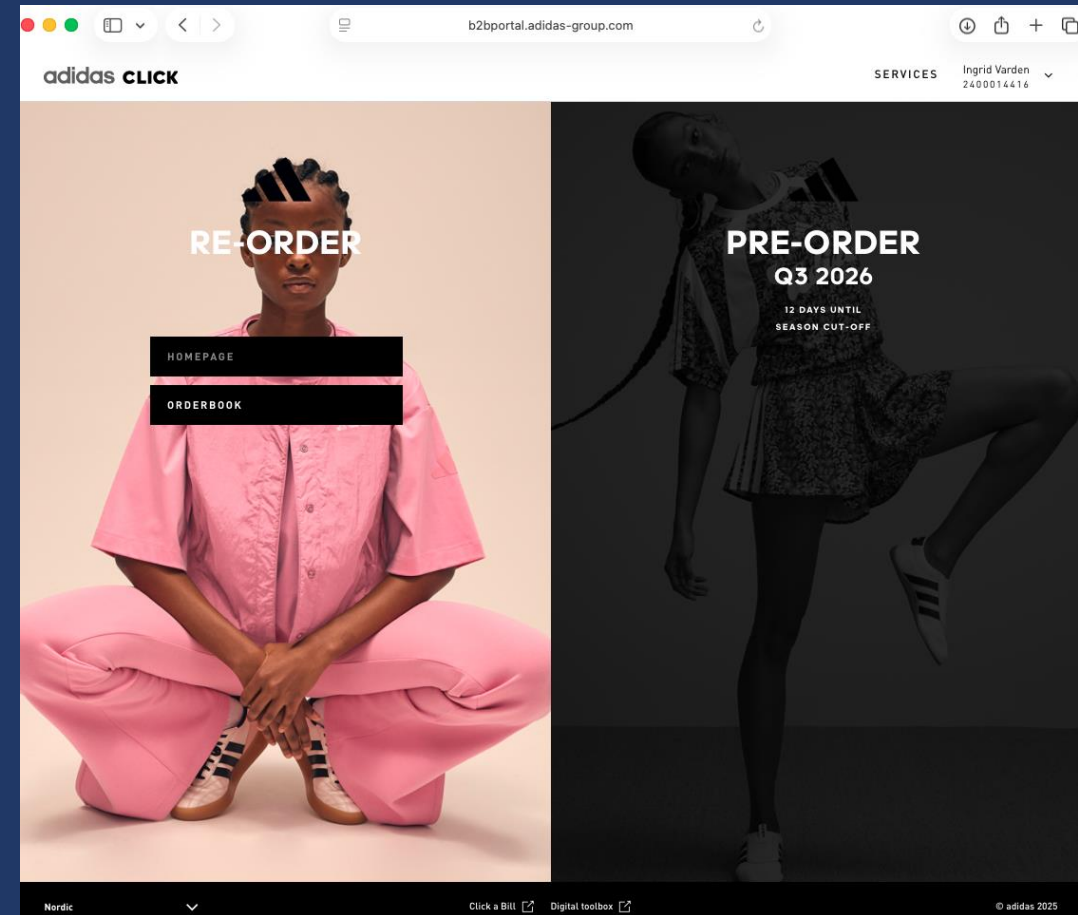 b2bportal.adidas-group.com
adidas CLICK
SERVICES
Ingrid Varden
2400014416
RE-ORDER
HOMEPAGE
ORDERBOOK
PRE-ORDER
Q3 2026
12 DAYS UNTIL
SEASON CUT-OFF
Nordic
Click a Bill
Digital toolbox
© adidas 2025